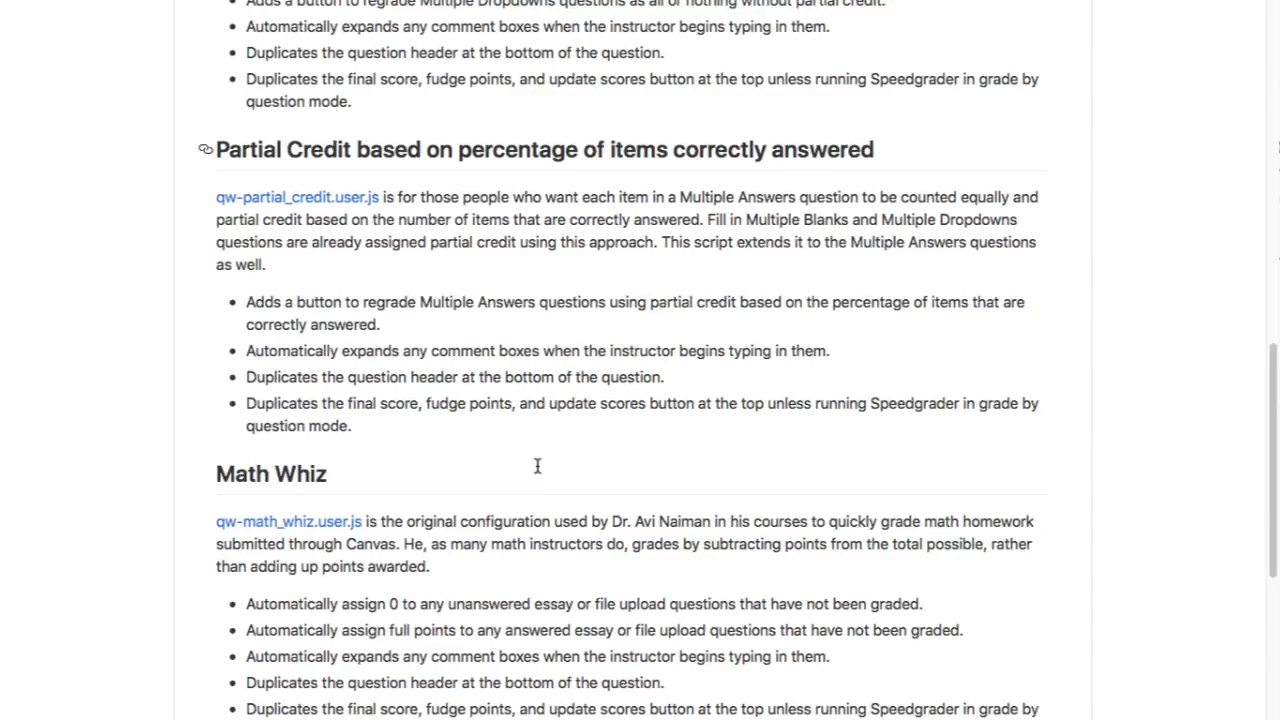 Adds a button to regrade Multiple Dropdowns questions as all or nothing without partial credit.
Automatically expands any comment boxes when the instructor begins typing in them.
Duplicates the question header at the bottom of the question.
Duplicates the final score, fudge points, and update scores button at the top unless running Speedgrader in grade by
question mode.
Partial Credit based on percentage of items correctly answered
qw-partial_credit.user.js is for those people who want each item in a Multiple Answers question to be counted equally and
partial credit based on the number of items that are correctly answered. Fill in Multiple Blanks and Multiple Dropdowns
questions are already assigned partial credit using this approach. This script extends it to the Multiple Answers questions
as well.
Adds a button to regrade Multiple Answers questions using partial credit based on the percentage of items that are
correctly answered.
Automatically expands any comment boxes when the instructor begins typing in them.
Duplicates the question header at the bottom of the question.
Duplicates the final score, fudge points, and update scores button at the top unless running Speedgrader in grade by
question mode.
Math Whiz
qw-math_whiz.user.js is the original configuration used by Dr. Avi Naiman in his courses to quickly grade math homework
submitted through Canvas. He, as many math instructors do, grades by subtracting points from the total possible, rather
than adding up points awarded.
Automatically assign 0 to any unanswered essay or file upload questions that have not been graded.
Automatically assign full points to any answered essay or file upload questions that have not been graded.
Automatically expands any comment boxes when the instructor begins typing in them.
Duplicates the question header at the bottom of the question.
Duplicates the final score, fudge points, and update scores button at the top unless running Speedgrader in grade by